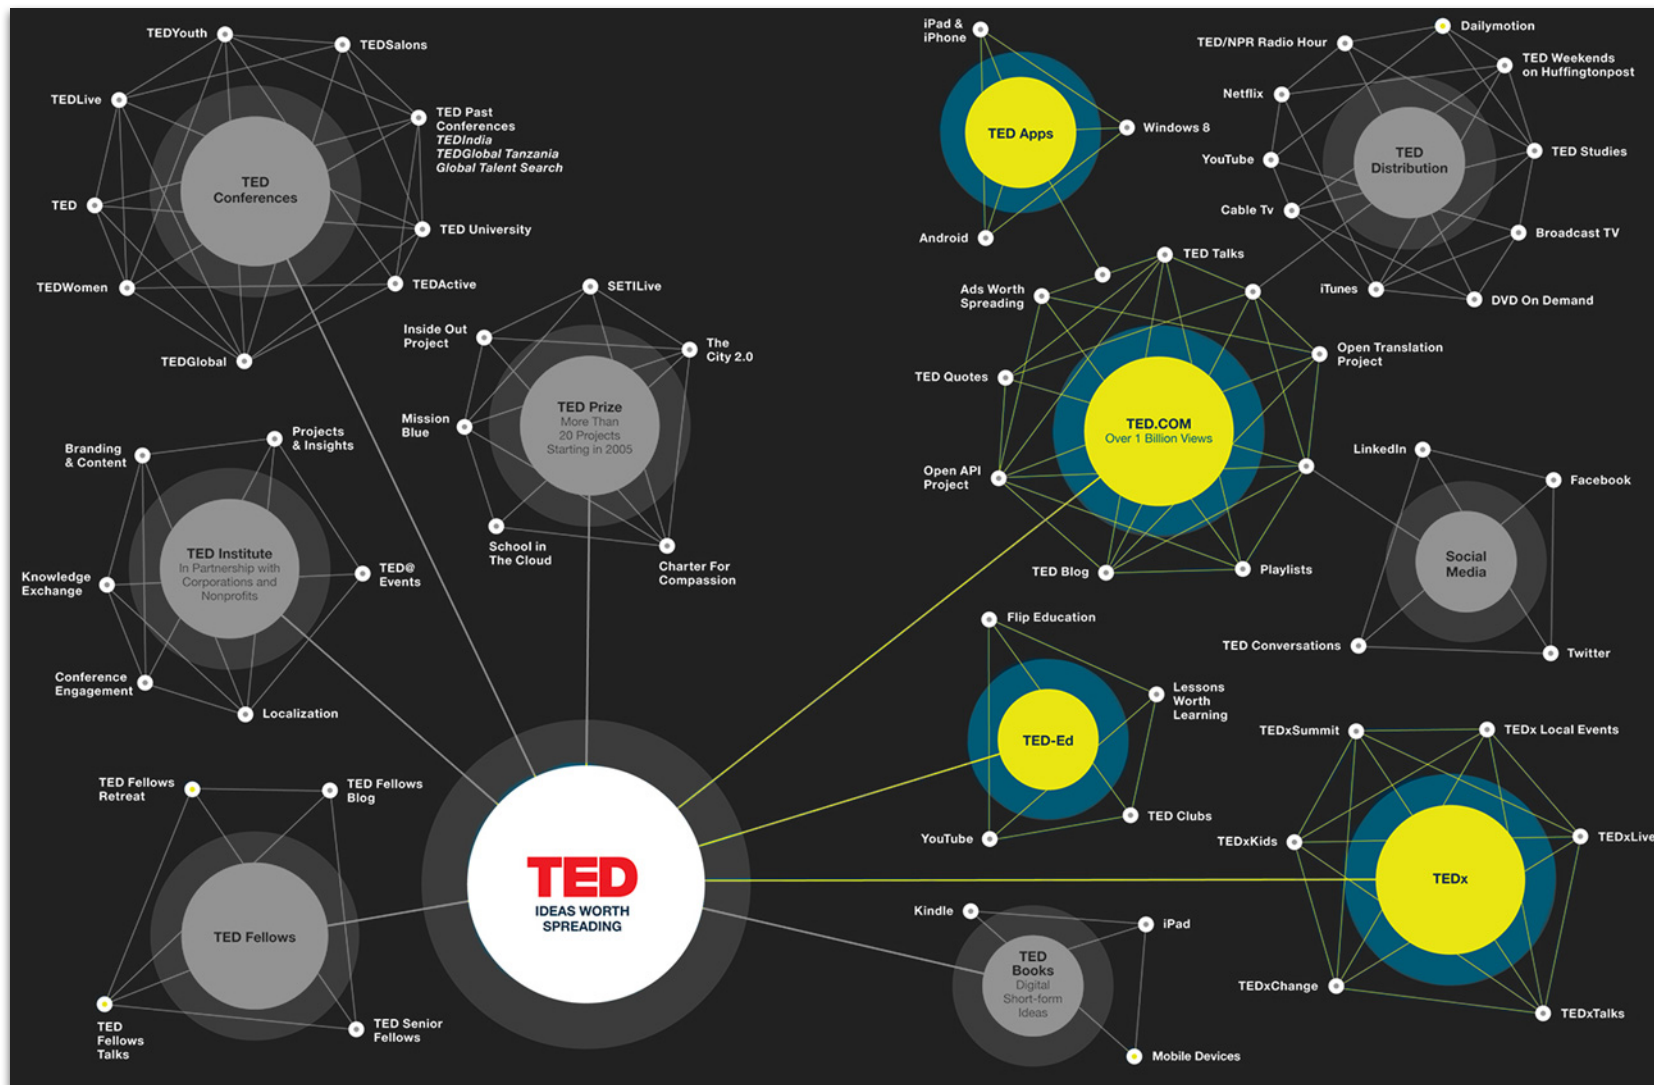 TEDYouth
TEDSalons
TEDLive
TED Past
Conferences
TEDIndia
TEDGlobal Tanzania
Global Talent Search
TED
Conferences
TED
TED University
TEDWomen
TEDActive
TEDGlobal
SETILive
Inside Out
Project
The
City 2.0
TED Prize
More Than
20 Projects
Starting in 2005
Mission
Blue
School in
The Cloud
Charter For
Compassion
Branding
& Content
Projects
& Insights
TED Institute
In Partnership with
Corporations and
Nonprofits
Knowledge
Exchange
TED@
Events
Conference
Engagement
Localization
TED Fellows
Retreat
TED Fellows
Blog
TED Fellows
TED
Fellows
Talks
TED Senior
Fellows
TED
IDEAS WORTH
SPREADING
iPad &
iPhone
TED Apps
Windows 8
Android
Dailymotion
TED/NPR Radio Hour
TED Weekends
on Huffingtonpost
Netflix
YouTube
TED
Distribution
TED Studies
Cable Tv
Broadcast TV
iTunes
DVD On Demand
TED Talks
Ads Worth
Spreading
Open Translation
Project
TED Quotes
TED.COM
Over 1 Billion Views
Open API
Project
TED Blog
Playlists
LinkedIn
Facebook
Social
Media
TED Conversations
Twitter
Flip Education
Lessons
Worth
Learning
TED-Ed
TED Clubs
YouTube
TEDxSummit
TEDx Local Events
TEDxKids
TEDxLive
TEDx
TEDxChange
TEDxTalks
Kindle
iPad
TED
Books
Digital
Short-form
Ideas
Mobile Devices